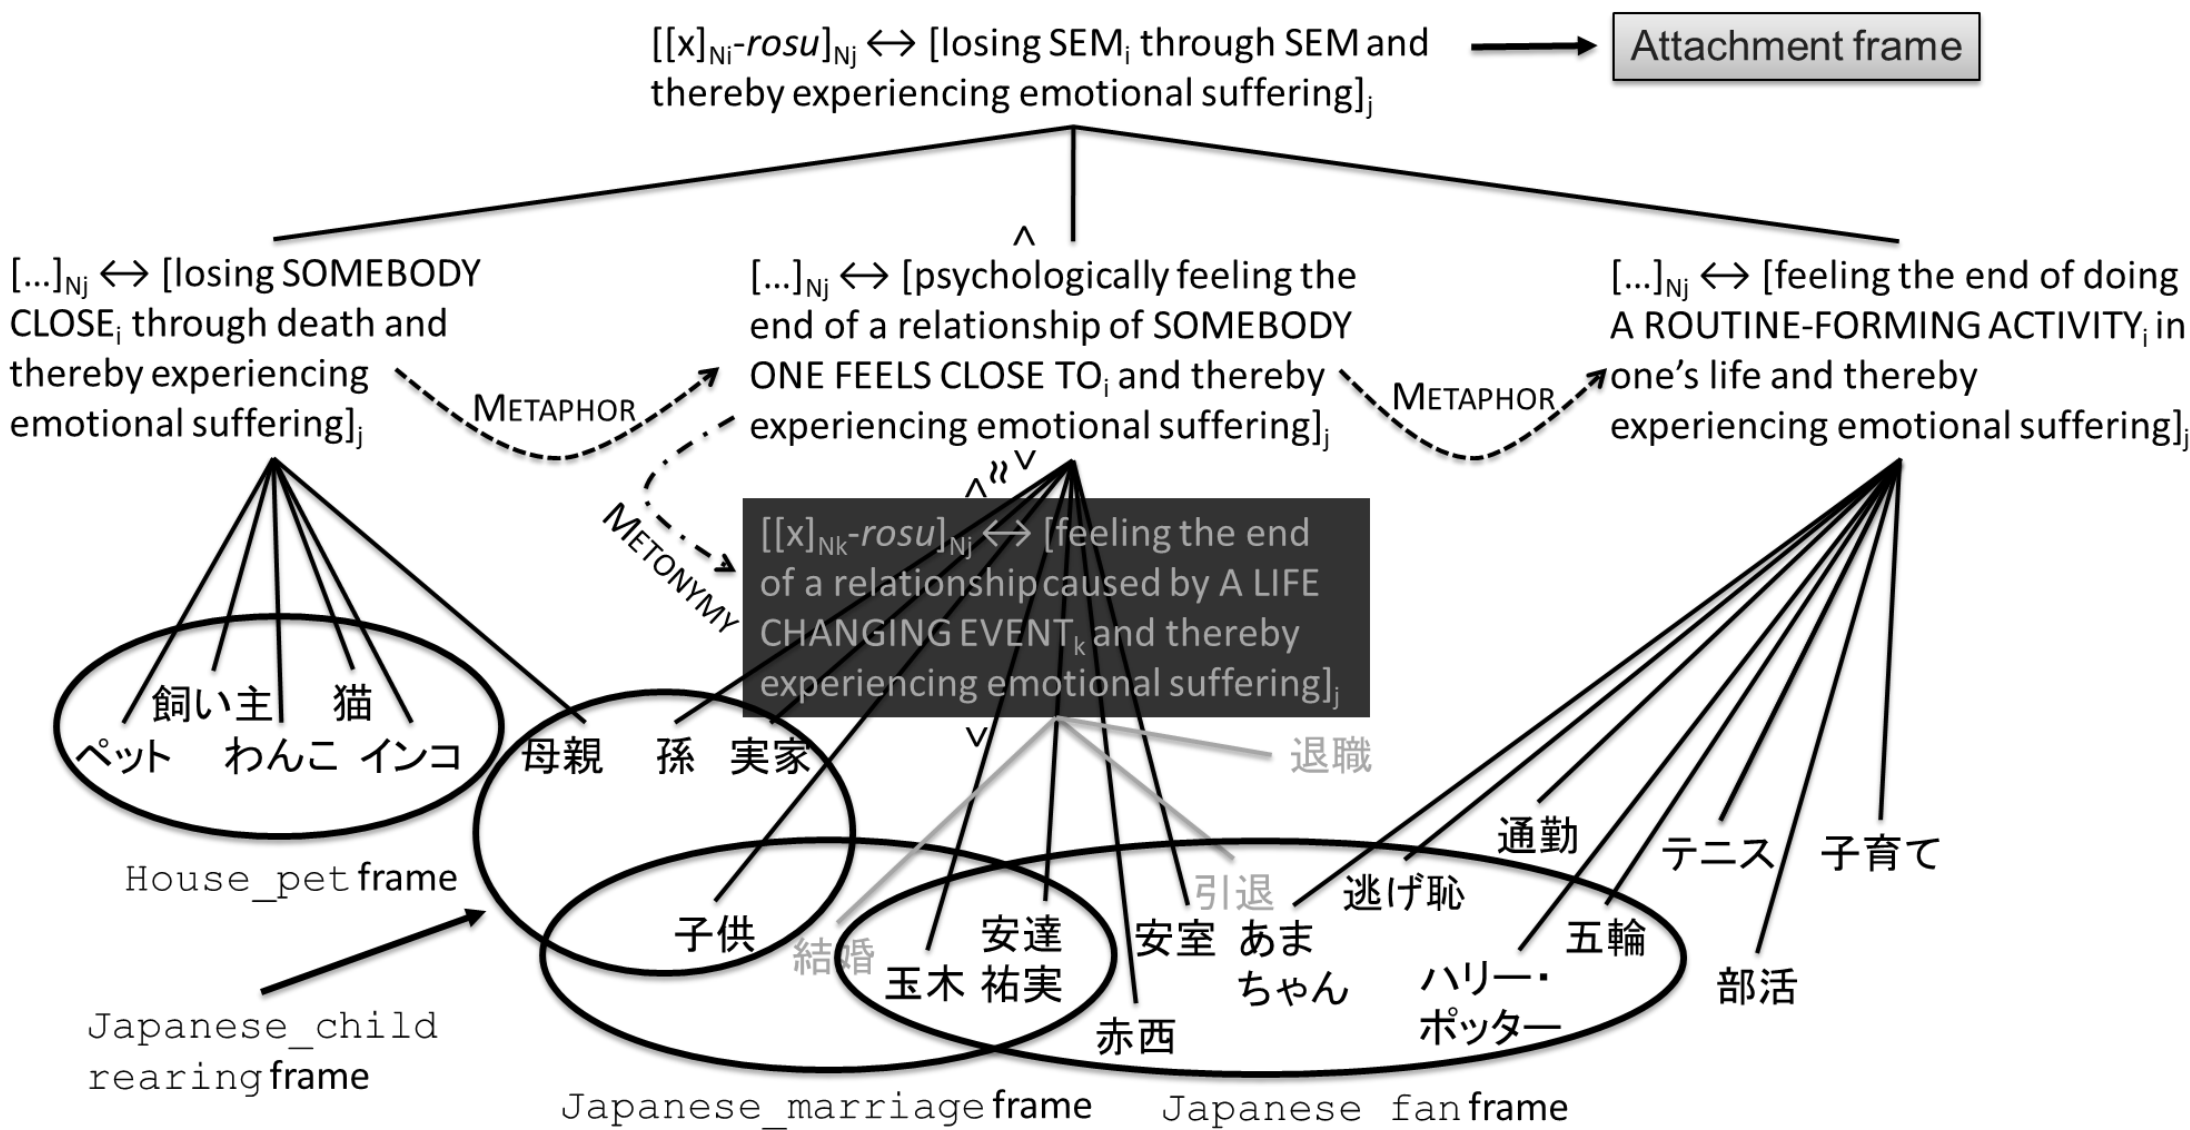 [[x]Ni-rosu]Nj ↔ [losing SEMi through SEM and
thereby experiencing emotional suffering]j
Attachment frame
[...]Nj ↔ [losing SOMEBODY
CLOSEi through death and
thereby experiencing
emotional suffering]j
METAPHOR
[...]Nj ↔ [psychologically feeling the
end of a relationship of SOMEBODY
ONE FEELS CLOSE TOi and thereby
experiencing emotional suffering]j
METAPHOR
[...]Nj ↔ [feeling the end of doing
A ROUTINE-FORMING ACTIVITYi in
one's life and thereby
experiencing emotional suffering]j
METONYMY
[[x]Nk-rosu]Nj ↔ [feeling the end
of a relationship caused by A LIFE
CHANGING EVENTk and thereby
experiencing emotional suffering]j
飼い主
猫
ペット
わんこ
インコ
母親
孫
実家
退職
通勤
テニス
子育て
House_pet frame
子供
結婚
玉木
安達
祐実
引退
安室
赤西
あま
ちゃん
逃げ恥
ハリー・
ポッター
五輪
部活
Japanese_child
rearing frame
Japanese_marriage frame
Japanese fan frame